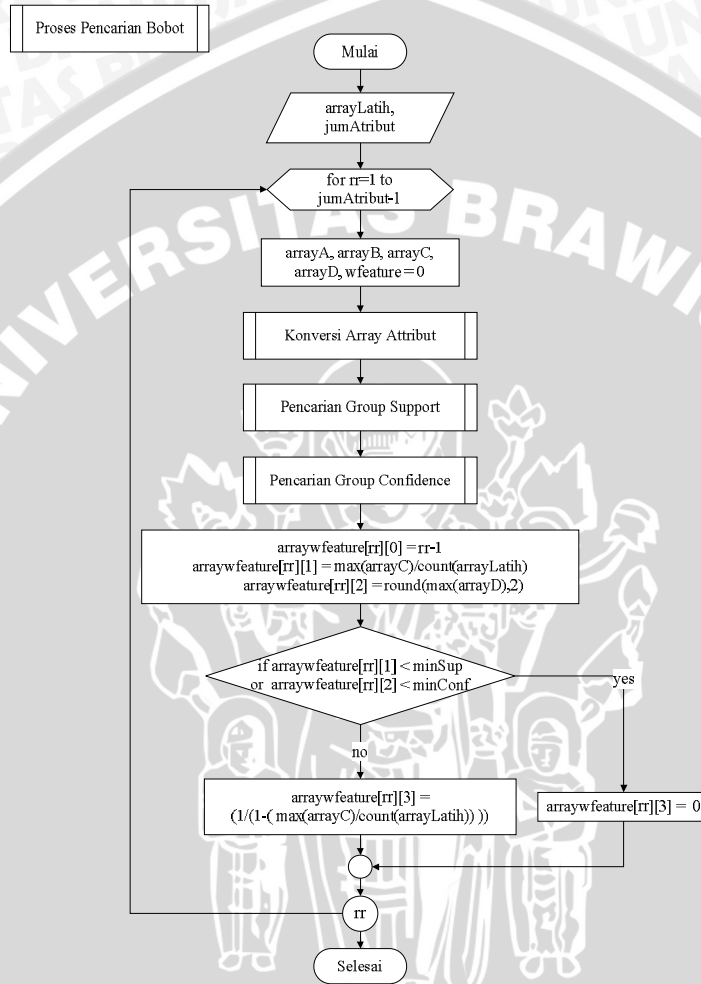 Proses Pencarian Bobot
Mulai
arrayLatih,
jumAtribut
for rr=1 to
jumAtribut-1
UNIVERSITAS BRAWI
arrayA, arrayB, arrayC,
arrayD, wfeature = 0
Konversi Array Attribut
Pencarian Group Support
Pencarian Group Confidence
arraywfeature[rr][0] = rr-1
arraywfeature[rr][1] = max(arrayC)/count(arrayLatih)
arraywfeature[rr][2] = round(max(arrayD),2)
if arraywfeature[rr][1] < minSup
or arraywfeature[rr][2] < minConf
yes
no
arraywfeature[rr][3] =
(1/(1-( max(arrayC)/count(arrayLatih)) ))
arraywfeature[rr][3] = 0
rr
Selesai